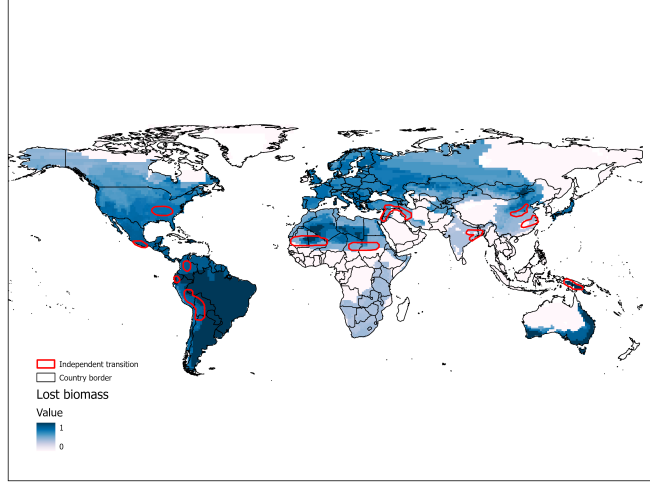 Independent transition
Country border
Lost biomass
Value
1
0